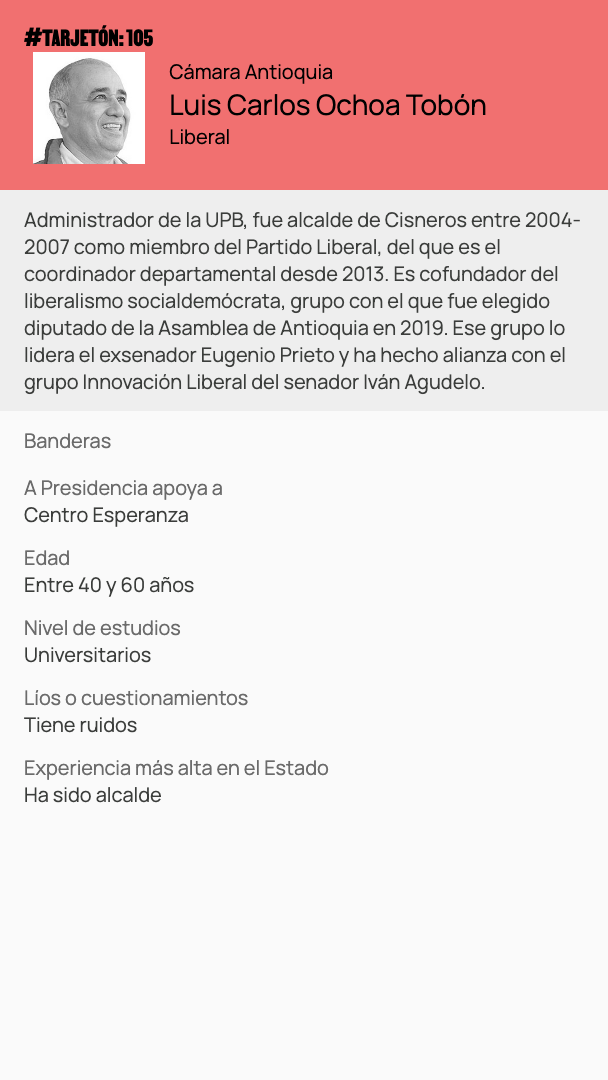 #TARJETÓN: 105
Cámara Antioquia
Luis Carlos Ochoa Tobón
Liberal
Administrador de la UPB, fue alcalde de Cisneros entre 2004-
2007 como miembro del Partido Liberal, del que es el
coordinador departamental desde 2013. Es cofundador del
liberalismo socialdemócrata, grupo con el que fue elegido
diputado de la Asamblea de Antioquia en 2019. Ese grupo lo
lidera el exsenador Eugenio Prieto y ha hecho alianza con el
grupo Innovación Liberal del senador Iván Agudelo.
Banderas
A Presidencia apoya a
Centro Esperanza
Edad
Entre 40 y 60 años
Nivel de estudios
Universitarios
Líos o cuestionamientos
Tiene ruidos
Experiencia más alta en el Estado
Ha sido alcalde